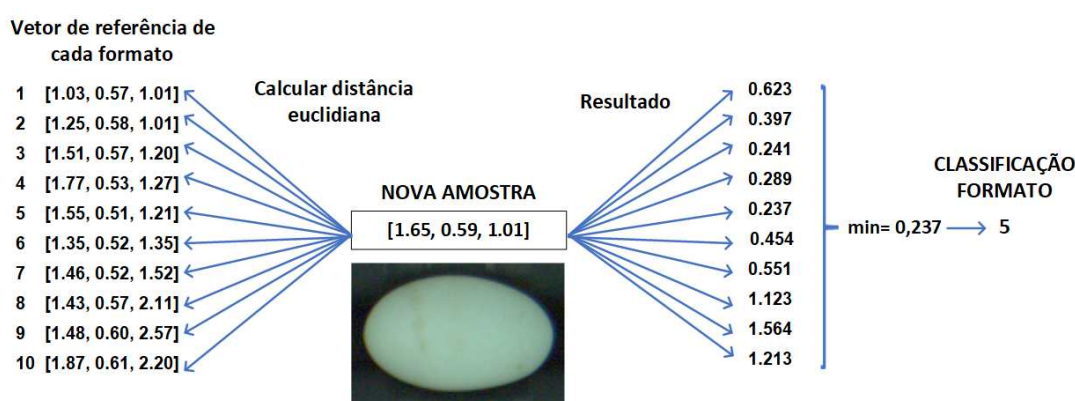 Vetor de referência de
cada formato
1 [1.03, 0.57, 1.01]
2 [1.25, 0.58, 1.01]
3 [1.51, 0.57, 1.20]
4 [1.77, 0.53, 1.27]
5 [1.55, 0.51, 1.21]
6 [1.35, 0.52, 1.35]
7 [1.46, 0.52, 1.52]
8 [1.43, 0.57, 2.11]
9 [1.48, 0.60, 2.57]
10 [1.87, 0.61, 2.20]
Calcular distância
euclidiana
NOVA AMOSTRA
[1.65, 0.59, 1.01]
Resultado
0.623
0.397
0.241
0.289
0.237
0.454
0.551
1.123
1.564
1.213
min= 0,237
CLASSIFICAÇÃO
FORMATO
5